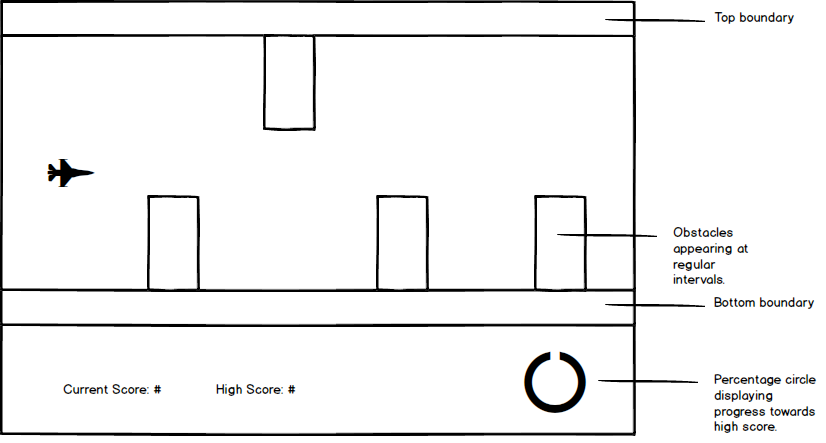 Top boundary
Obstacles
appearing at
regular
intervals.
Bottom boundary
Current Score: #
High Score: #
Percentage circle
displaying
progress towards
high score.